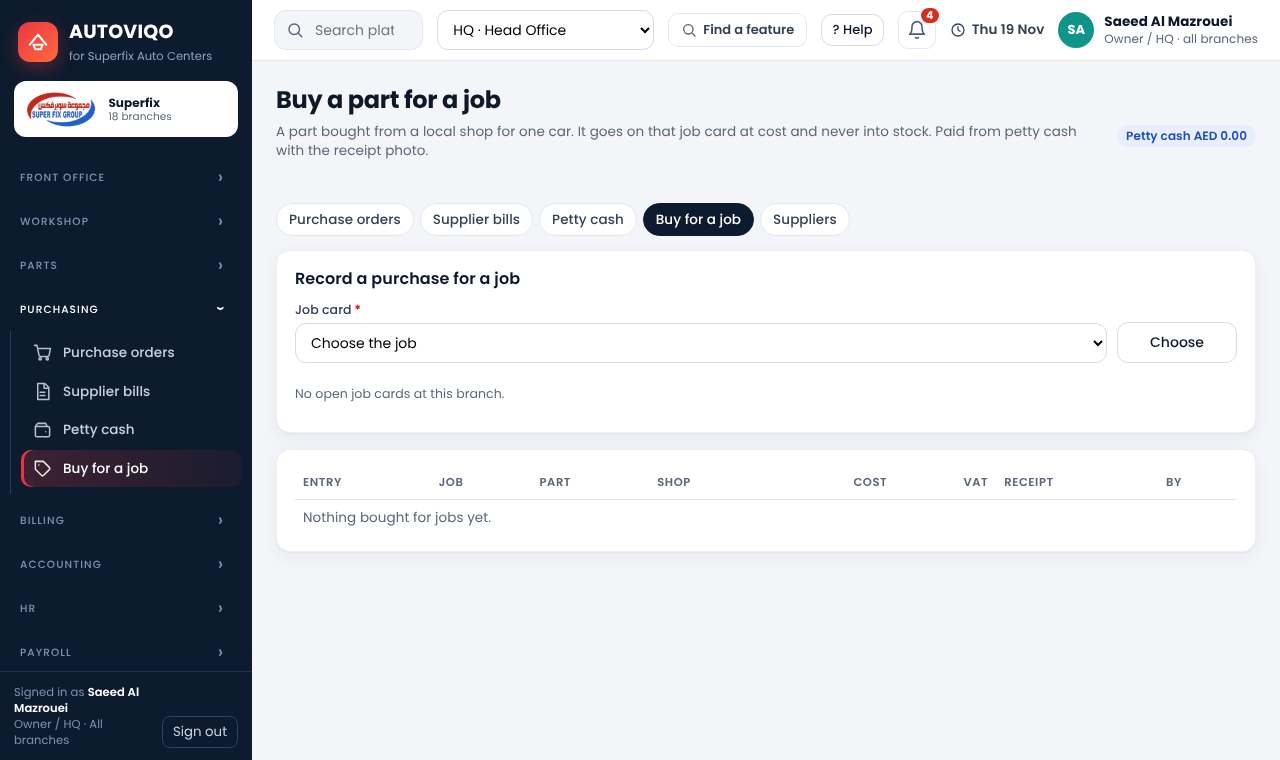 AUTOVIQO
for Superfix Auto Centers
مجموعة سوبر فكس
SUPER FIX GROUP
Superfix
18 branches
FRONT OFFICE
WORKSHOP
PARTS
PURCHASING
Purchase orders
Supplier bills
Petty cash
Buy for a job
BILLING
ACCOUNTING
HR
PAYROLL
Signed in as Saeed Al
Mazrouei
Owner / HQ · All
branches
Sign out
Search plat
HQ · Head Office
Find a feature
? Help
4
Thu 19 Nov
SA
Saeed Al Mazrouei
Owner / HQ · all branches
Buy a part for a job
A part bought from a local shop for one car. It goes on that job card at cost and never into stock. Paid from petty cash
with the receipt photo.
Petty cash AED 0.00
Purchase orders
Supplier bills
Petty cash
Buy for a job
Suppliers
Record a purchase for a job
Job card *
Choose the job
Choose
No open job cards at this branch.
ENTRY JOB PART SHOP COST VAT RECEIPT BY
Nothing bought for jobs yet.